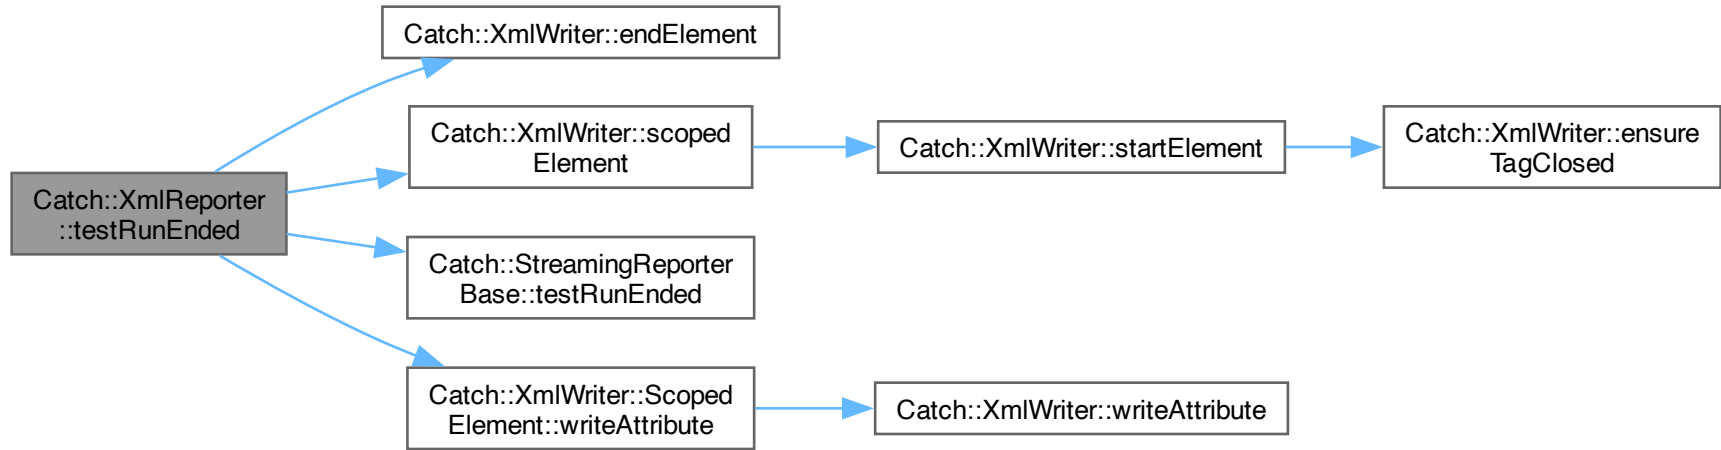 Catch::XmlReporter
::testRunEnded
Catch::XmlWriter::endElement
Catch::XmlWriter::scoped
Element
Catch::XmlWriter::startElement
Catch::XmlWriter::ensure
TagClosed
Catch::StreamingReporter
Base::testRunEnded
Catch::XmlWriter::Scoped
Element::writeAttribute
Catch::XmlWriter::writeAttribute